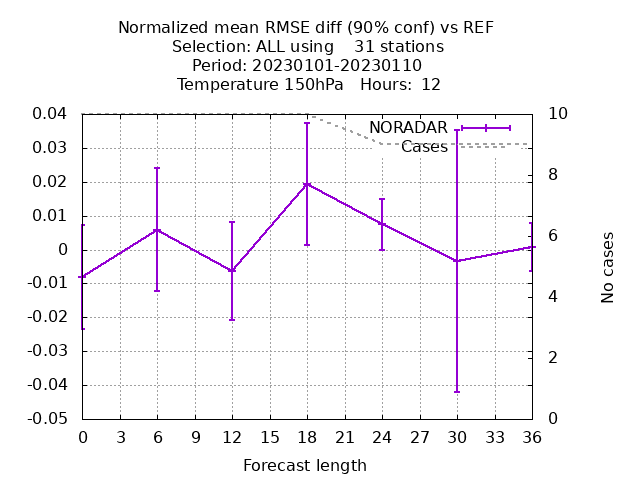 Normalized mean RMSE diff (90% conf) vs REF
Selection: ALL using    31 stations
Period: 20230101-20230110
Temperature 150hPa   Hours:  12
0.04
0.03
0.02
0.01
0
-0.01
-0.02
-0.03
-0.04
-0.05
NORADAR
Cases
10
8
6
4
2
0
No cases
0 3 6 9 12 15 18 21 24 27 30 33 36
Forecast length